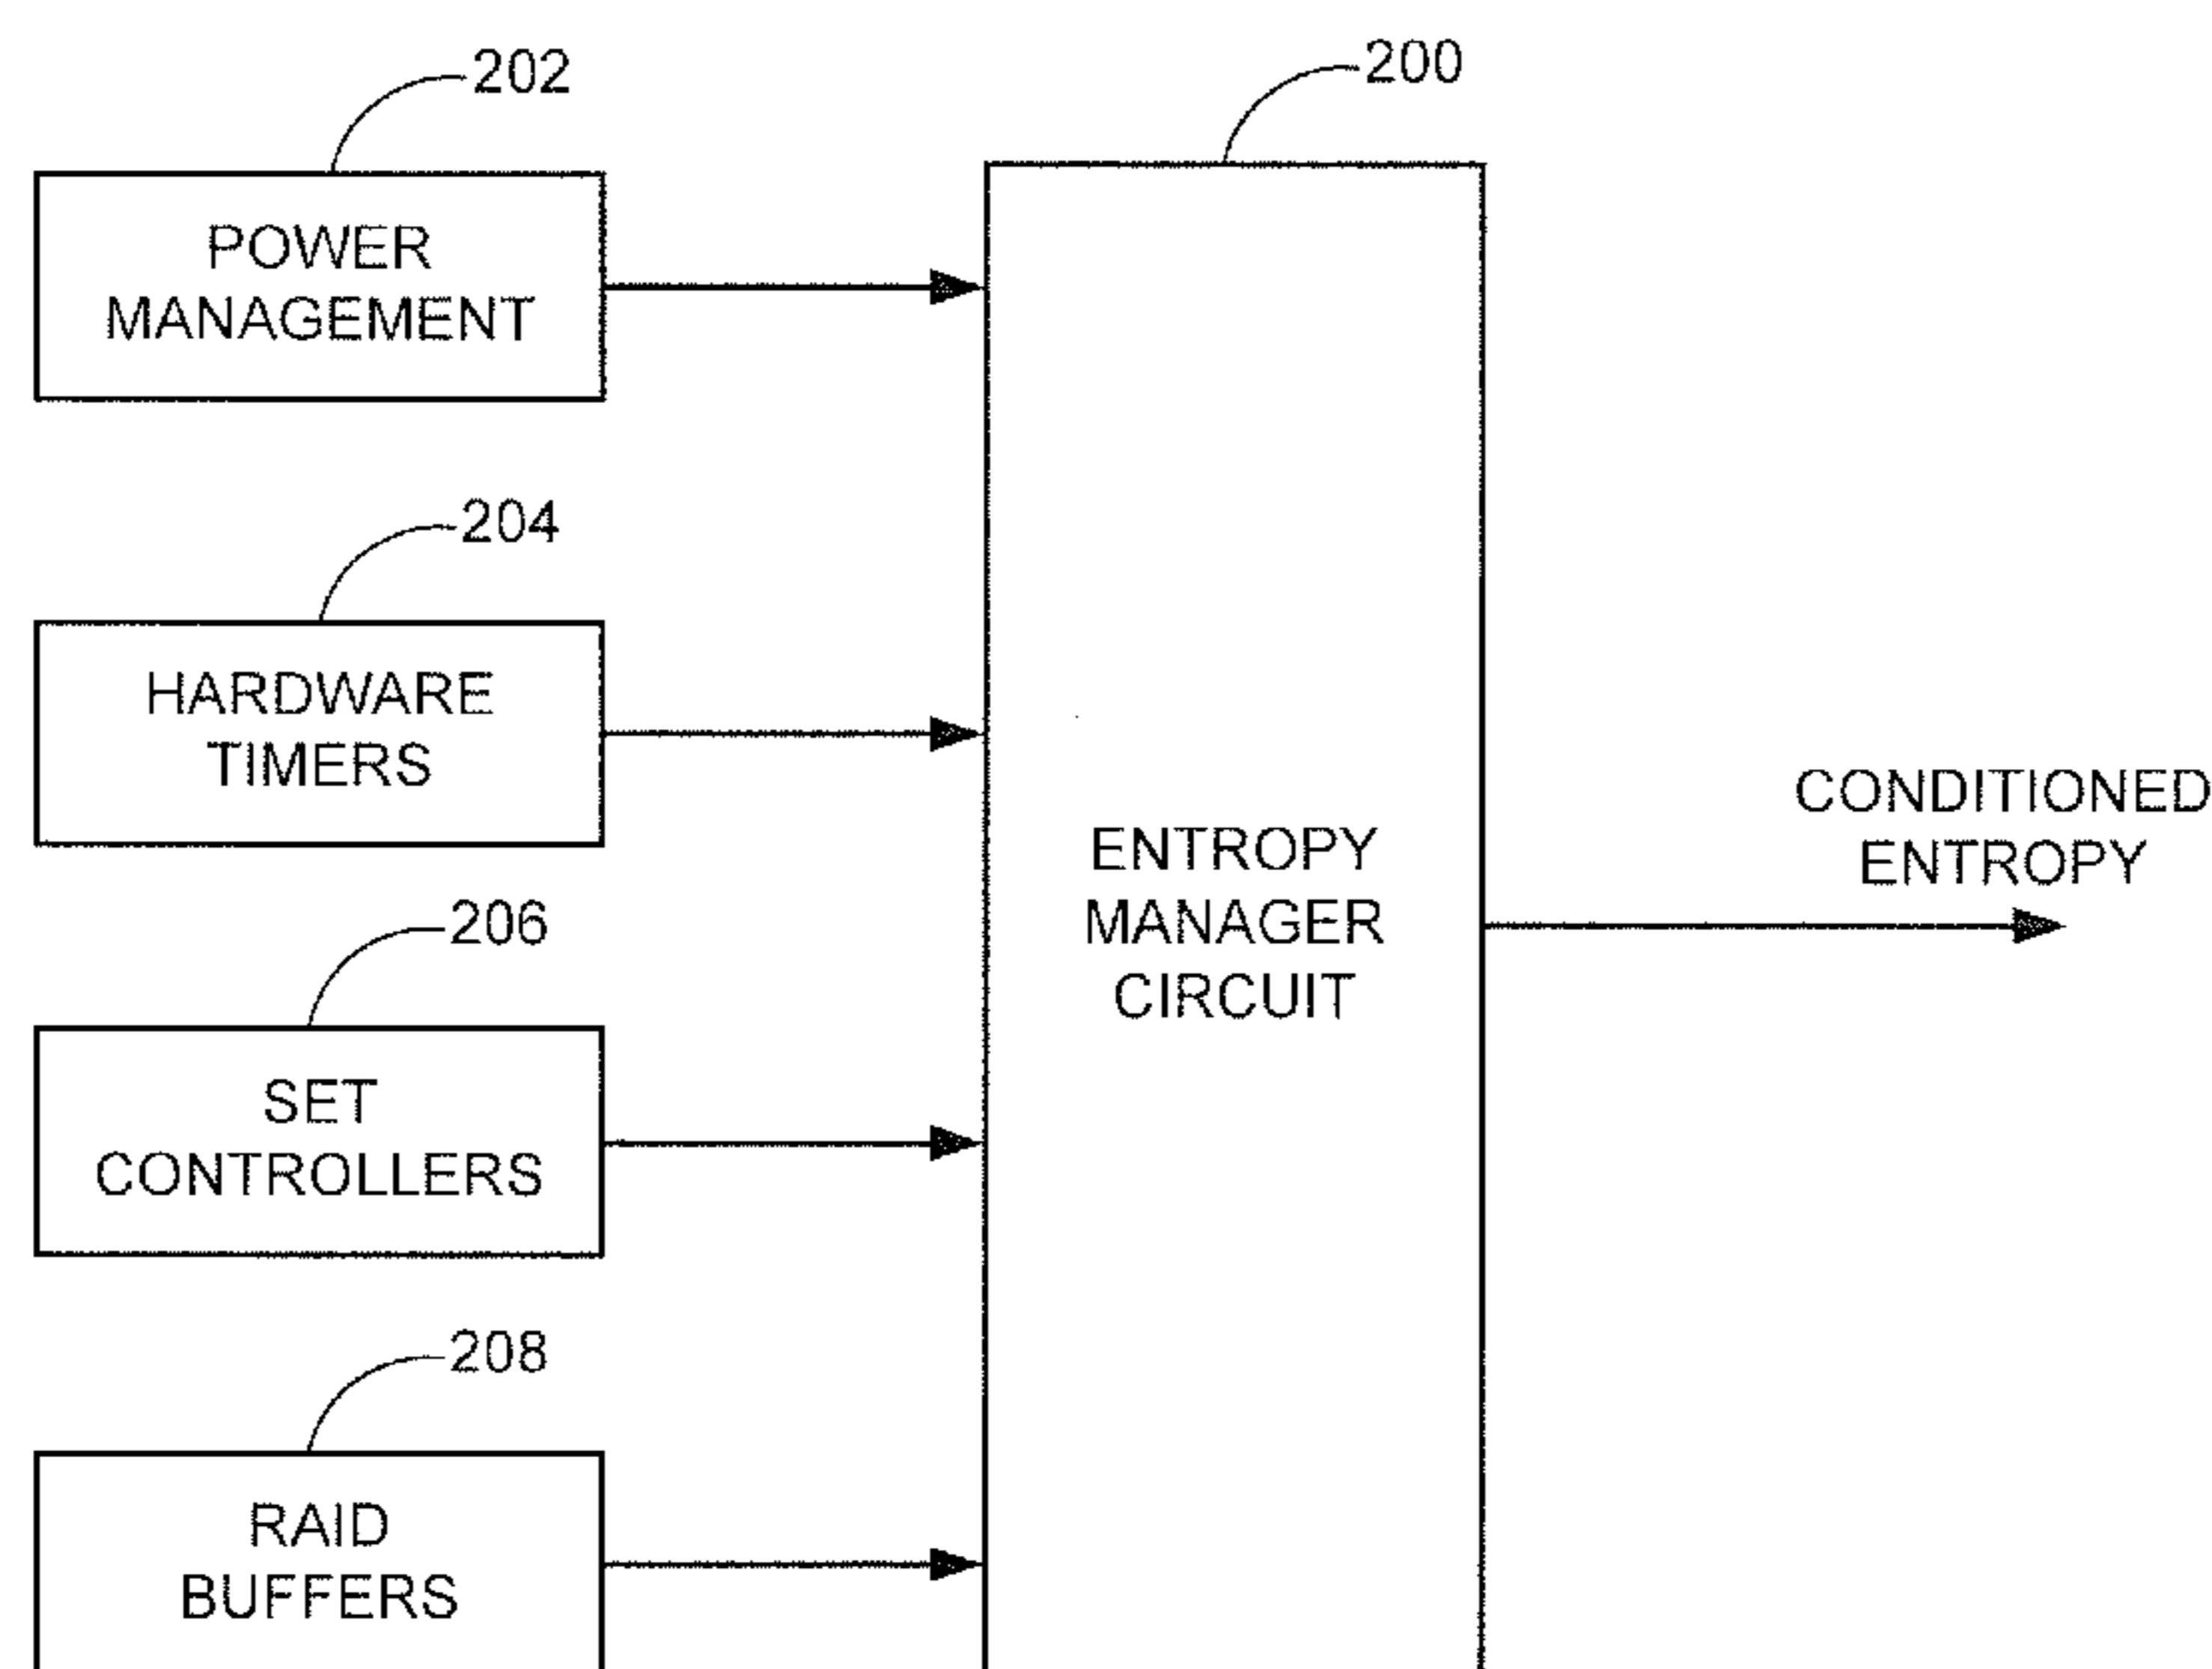 202
200
POWER
MANAGEMENT
204
HARDWARE
TIMERS
CONDITIONED
ENTROPY
ENTROPY
MANAGER
CIRCUIT
206
SET
CONTROLLERS
208
RAID
BUFFERS